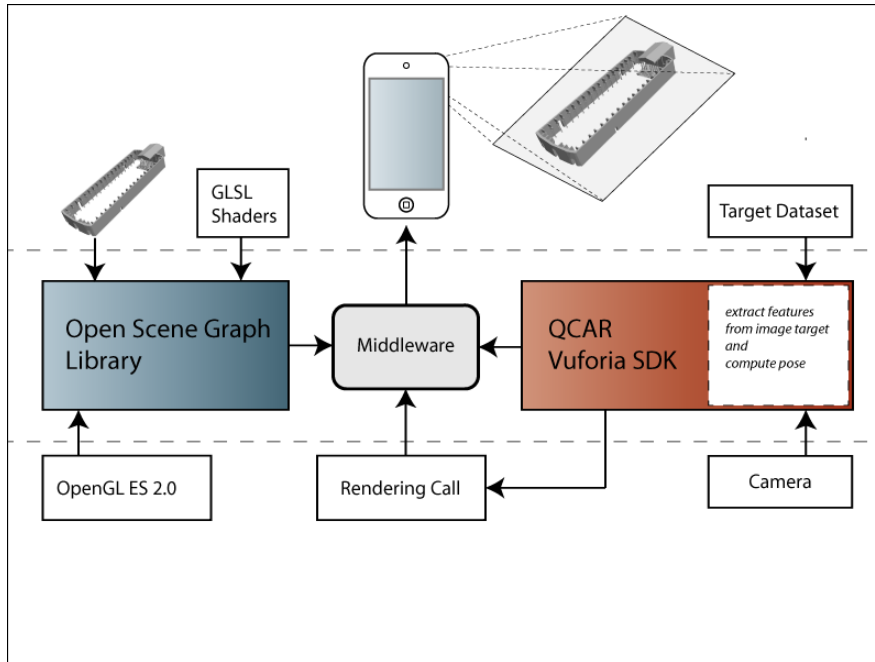 GLSL
Shaders
Target Dataset
Open Scene Graph
Library
Middleware
QCAR
Vuforia SDK
extract features
from image target
and
compute pose
OpenGL ES 2.0
Rendering Call
Camera